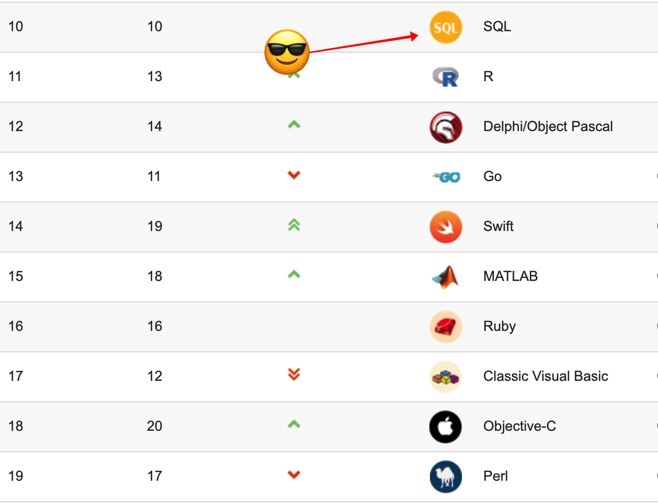 10 10 SQL SQL
11 13 R R
12 14 Delphi/Object Pascal
13 11 GO Go
14 19 Swift
15 18 MATLAB
16 16 Ruby
17 12 Classic Visual Basic
18 20 Objective-C
19 17 Perl